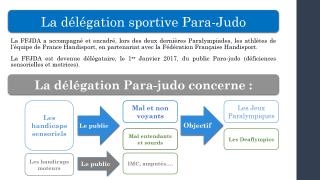 La délégation sportive Para-Judo
La FFJDA a accompagné et encadré, lors des deux dernières Paralympiades, les athlètes de
l'équipe de France Handisport, en partenariat avec la Fédération Française Handisport.
La FFJDA est devenue délégataire, le 1er Janvier 2017, du public Para-judo (déficiences
sensorielles et motrices).
La délégation Para-judo concerne :
Les
handicaps
sensoriels
Le public
Mal et non
voyants
Mal entendants
et sourds
Objectif
Les Jeux
Paralympiques
Les Deaflympics
Les handicaps
moteurs
Le public
IMC, amputés….